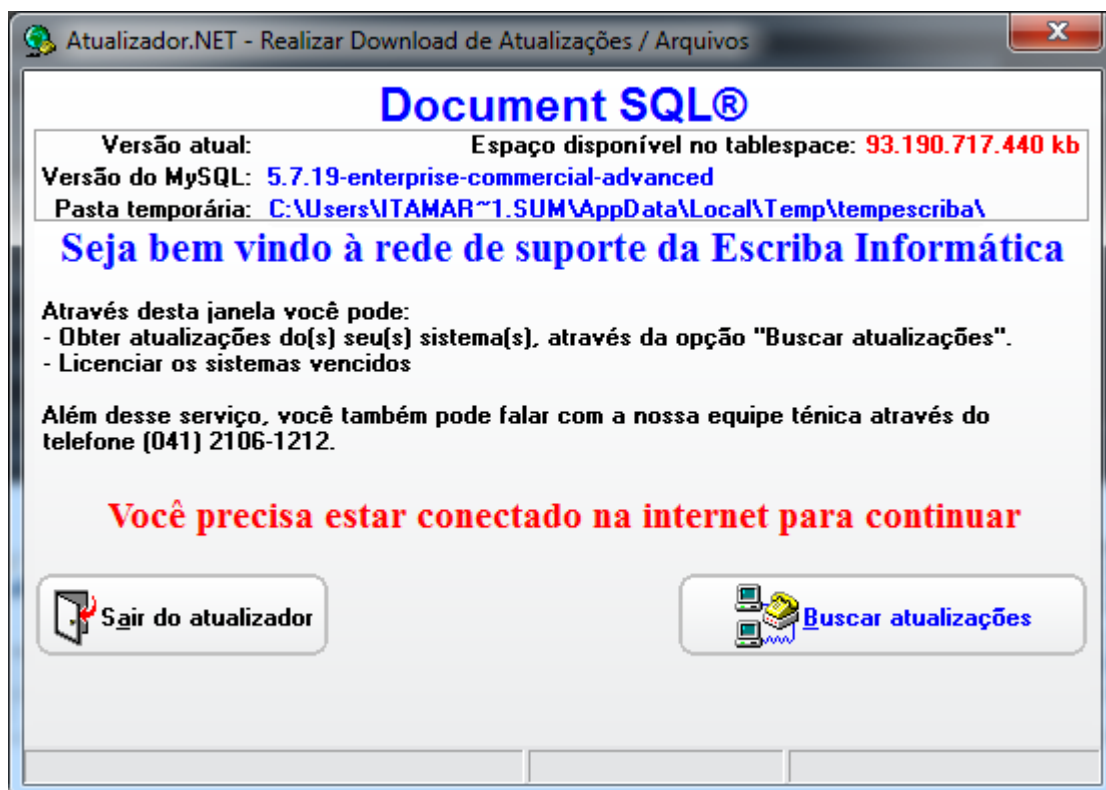 Atualizador.NET - Realizar Download de Atualizações / Arquivos
X
Document SQL®
Versão atual: Espaço disponível no tablespace: 93.190.717.440 kb
Versão do MySQL: 5.7.19-enterprise-commercial-advanced
Pasta temporária: C:\Users\ITAMAR~1.SUM\AppData\Local\Temp\tempescriba\
Seja bem vindo à rede de suporte da Escriba Informática
Através desta janela você pode:
- Obter atualizações do(s) seu(s) sistema(s), através da opção "Buscar atualizações".
- Licenciar os sistemas vencidos
Além desse serviço, você também pode falar com a nossa equipe ténica através do
telefone (041) 2106-1212.
Você precisa estar conectado na internet para continuar
Sair do atualizador
Buscar atualizações